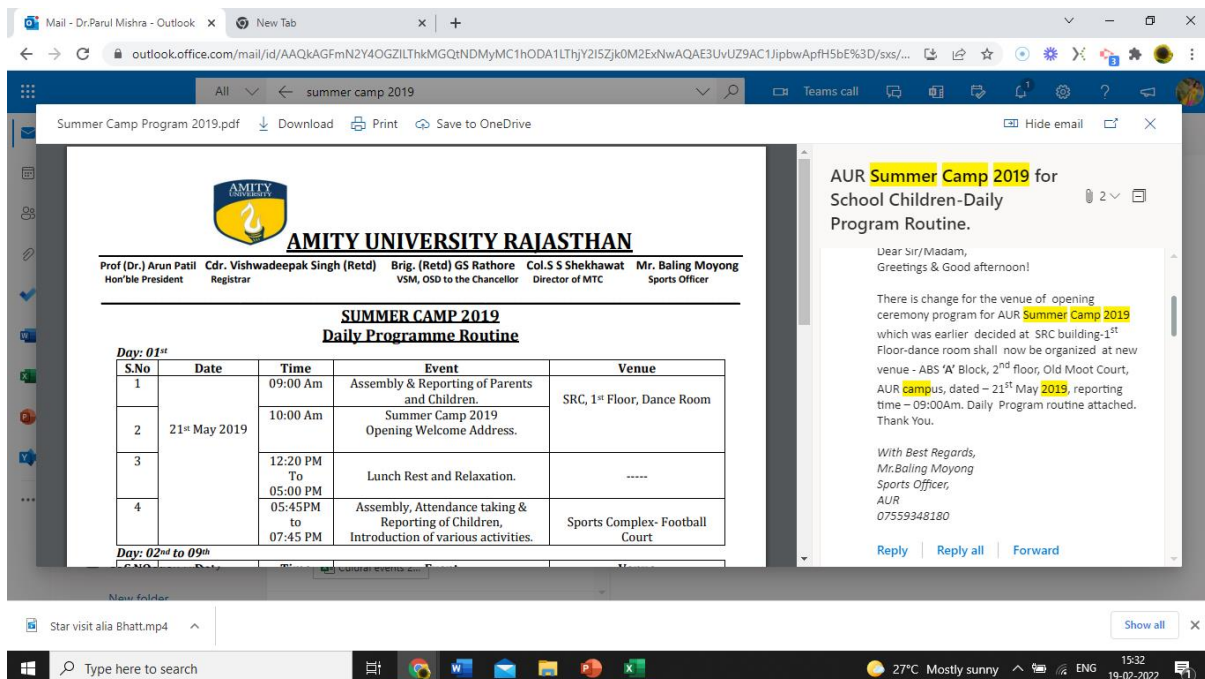 Mail - Dr.Parul Mishra - Outlook
New Tab
outlook.office.com/mail/id/AAQkAGFmN2Y4OGZILThkMGQtNDMyMC1hODA1LThjY2I5Zjk0M2ExNwAQAE3UvUZ9AC1JipbwApfH5bE%3D/sxs/...
All
summer camp 2019
Teams call
1
Summer Camp Program 2019.pdf
Download
Print
Save to OneDrive
Hide email
AMITY
UNIVERSITY
AMITY UNIVERSITY RAJASTHAN
Prof (Dr.) Arun Patil Cdr. Vishwadeepak Singh (Retd) Brig. (Retd) GS Rathore Col.S S Shekhawat Mr. Baling Moyong
Hon'ble President Registrar VSM, OSD to the Chancellor Director of MTC Sports Officer
SUMMER CAMP 2019
Daily Programme Routine
Day: 01st
S.No Date Time Event Venue
1 09:00 Am Assembly & Reporting of Parents
and Children.
SRC, 1st Floor, Dance Room
2 21st May 2019 10:00 Am Summer Camp 2019
Opening Welcome Address.
3 12:20 PM
To
05:00 PM
Lunch Rest and Relaxation. -----
4 05:45PM
to
07:45 PM
Assembly, Attendance taking &
Reporting of Children,
Introduction of various activities.
Sports Complex- Football
Court
Day: 02nd to 09th
AUR Summer Camp 2019 for
School Children-Daily
Program Routine.
2
Dear Sir/Madam,
Greetings & Good afternoon!
There is change for the venue of opening
ceremony program for AUR Summer Camp 2019
which was earlier decided at SRC building-1st
Floor-dance room shall now be organized at new
venue - ABS 'A' Block, 2nd floor, Old Moot Court,
AUR campus, dated – 21st May 2019, reporting
time – 09:00Am. Daily Program routine attached.
Thank You.
With Best Regards,
Mr.Baling Moyong
Sports Officer,
AUR
07559348180
Reply
Reply all
Forward
New folder
Star visit alia Bhatt.mp4
Show all
Type here to search
27°C Mostly sunny
ENG
15:32
19-02-2022